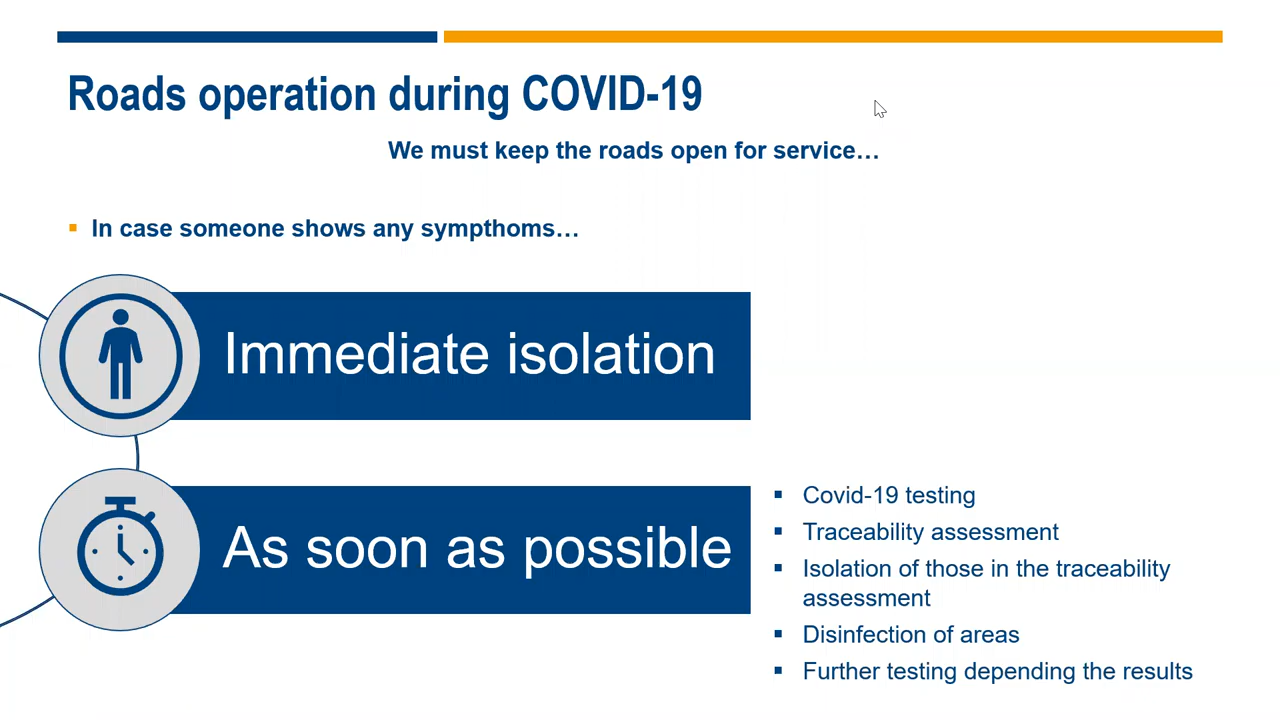 Roads operation during COVID-19
We must keep the roads open for service…
In case someone shows any sympthoms…
Immediate isolation
As soon as possible
Covid-19 testing
Traceability assessment
Isolation of those in the traceability
assessment
Disinfection of areas
Further testing depending the results